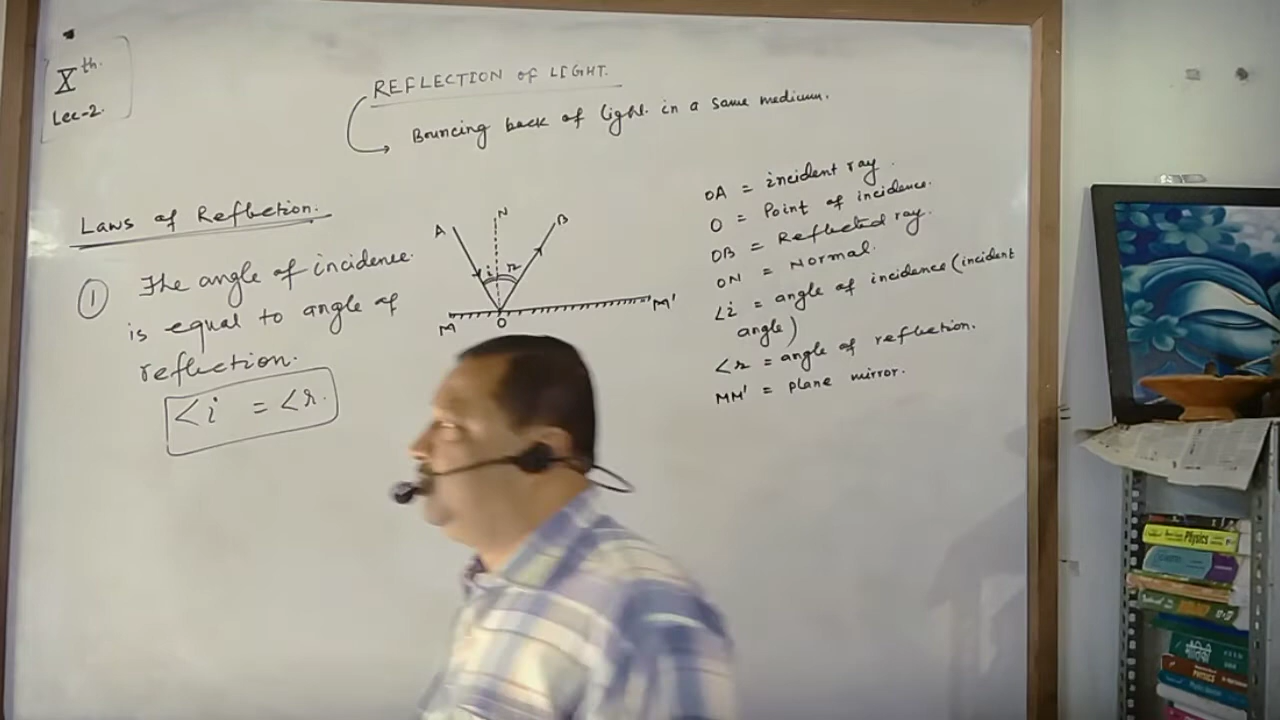 Xth.
Lec-2.
REFLECTION OF LIGHT.
Bouncing back of light in a same medium.
Laws of Reflection.
① The angle of incidence
is equal to angle of
reflection.
∠i = ∠r.
A N B
i r
M O M'
OA = incident ray.
O = Point of incidence.
OB = Reflected ray.
ON = Normal.
∠i = angle of incidence (incident
angle)
∠r = angle of reflection.
MM' = plane mirror.
Physics
भौतिकी
PHYSICS